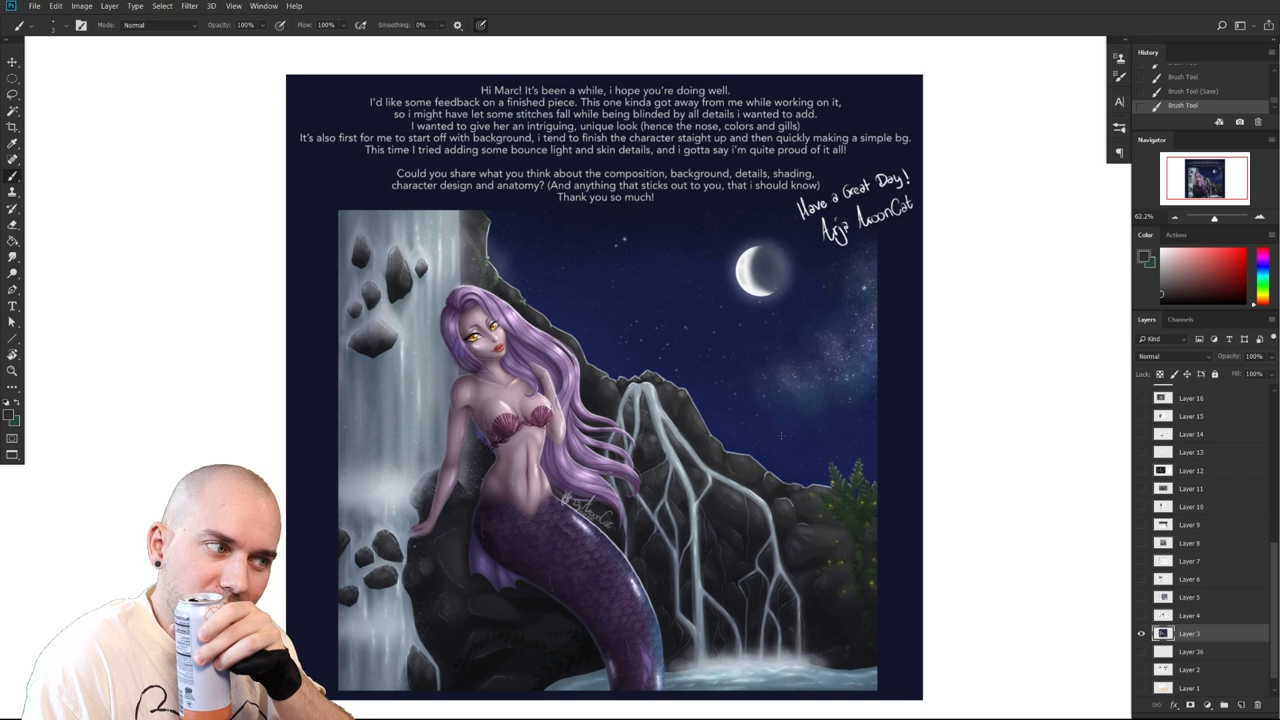 File Edit Image Layer Type Select Filter 3D View Window Help
3 Mode: Normal Opacity: 100% Flow: 100% Smoothing: 0%
Hi Marc! It's been a while, i hope you're doing well.
I'd like some feedback on a finished piece. This one kinda got away from me while working on it,
so i might have let some stitches fall while being blinded by all details i wanted to add.
I wanted to give her an intriguing, unique look (hence the nose, colors and gills)
It's also first for me to start off with background, i tend to finish the character staight up and then quickly making a simple bg.
This time I tried adding some bounce light and skin details, and i gotta say i'm quite proud of it all!
Could you share what you think about the composition, background, details, shading,
character design and anatomy? (And anything that sticks out to you, that i should know)
Thank you so much!
Have a Great Day!
MoonCat
History
Brush Tool
Brush Tool (Save)
Brush Tool
Navigator
62.2%
Color Actions
Layers Channels
Kind
Normal Opacity: 100%
Lock: Fill: 100%
Layer 16
Layer 15
Layer 14
Layer 13
Layer 12
Layer 11
Layer 10
Layer 9
Layer 8
Layer 7
Layer 6
Layer 5
Layer 4
Layer 3
Layer 36
Layer 2
Layer 1